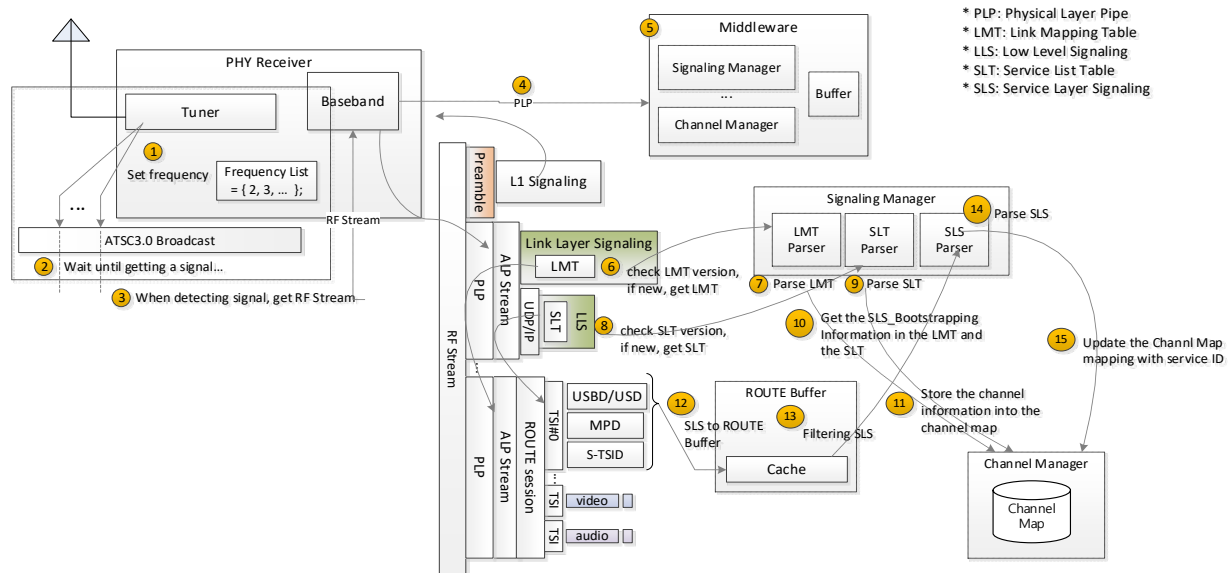 * PLP: Physical Layer Pipe
* LMT: Link Mapping Table
* LLS: Low Level Signaling
* SLT: Service List Table
* SLS: Service Layer Signaling
PHY Receiver
Tuner
Baseband
1
Set frequency
Frequency List
= { 2, 3, ... };
...
RF Stream
ATSC3.0 Broadcast
2
Wait until getting a signal...
3
When detecting signal, get RF Stream
4
PLP
5
Middleware
Signaling Manager
...
Channel Manager
Buffer
RF Stream
Preamble
L1 Signaling
PLP
ALP Stream
Link Layer Signaling
LMT
6
check LMT version,
if new, get LMT
UDP/IP
SLT
LLS
8
check SLT version,
if new, get SLT
...
PLP
ALP Stream
ROUTE session
TSI#0
USBD/USD
MPD
S-TSID
...
TSI
video
TSI
audio
Signaling Manager
LMT
Parser
SLT
Parser
SLS
Parser
14
Parse SLS
7
Parse LMT
9
Parse SLT
10
Get the SLS_Bootstrapping
Information in the LMT and
the SLT
15
Update the Channl Map
mapping with service ID
12
SLS to ROUTE
Buffer
ROUTE Buffer
13
Filtering SLS
Cache
11
Store the channel
information into the
channel map
Channel Manager
Channel
Map